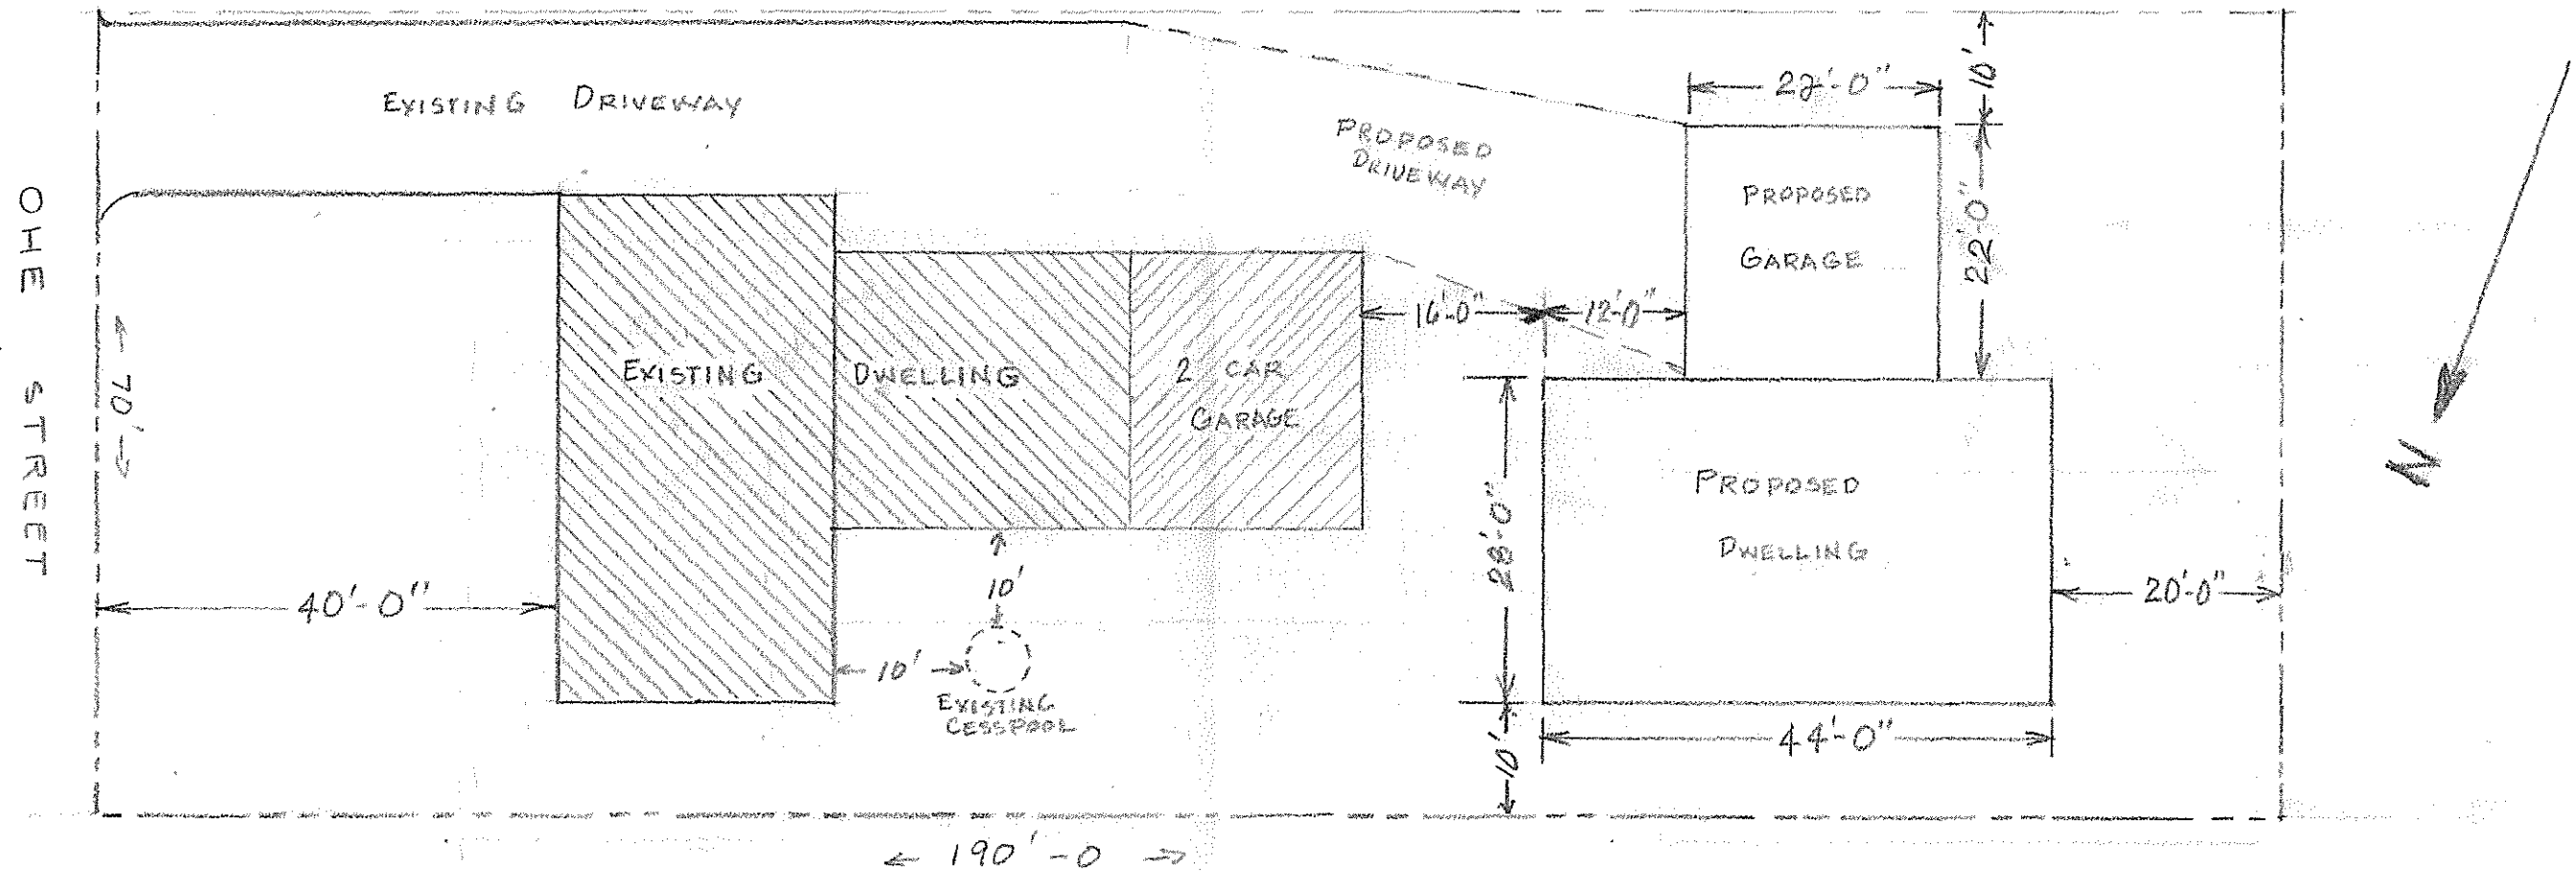 EXISTING DRIVEWAY
PROPOSED
DRIVEWAY
22'-0"
10'
PROPOSED
GARAGE
22'-0"
OHE STREET
70'
EXISTING DWELLING
2 CAR
GARAGE
16'-0"
12'-0"
N
40'-0"
10'
10'
EXISTING
CESSPOOL
28'-0"
PROPOSED
DWELLING
20'-0"
10'
44'-0"
190'-0